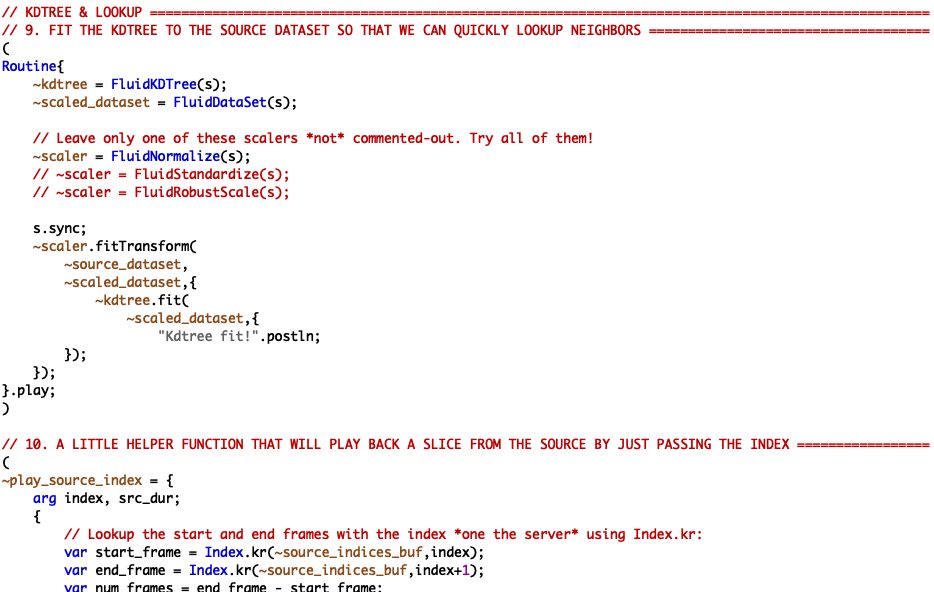 // KDTREE & LOOKUP ====================================================================================================
// 9. FIT THE KDTREE TO THE SOURCE DATASET SO THAT WE CAN QUICKLY LOOKUP NEIGHBORS ====================================
(
Routine{
    ~kdtree = FluidKDTree(s);
    ~scaled_dataset = FluidDataSet(s);

    // Leave only one of these scalers *not* commented-out. Try all of them!
    ~scaler = FluidNormalize(s);
    // ~scaler = FluidStandardize(s);
    // ~scaler = FluidRobustScale(s);

    s.sync;
    ~scaler.fitTransform(
        ~source_dataset,
        ~scaled_dataset,{
            ~kdtree.fit(
                ~scaled_dataset,{
                    "Kdtree fit!".postln;
        });
    });
}.play;
)

// 10. A LITTLE HELPER FUNCTION THAT WILL PLAY BACK A SLICE FROM THE SOURCE BY JUST PASSING THE INDEX =================
(
~play_source_index = {
    arg index, src_dur;
    {
        // Lookup the start and end frames with the index *one the server* using Index.kr:
        var start_frame = Index.kr(~source_indices_buf,index);
        var end_frame = Index.kr(~source_indices_buf,index+1);
        var num_frames = end_frame - start_frame;